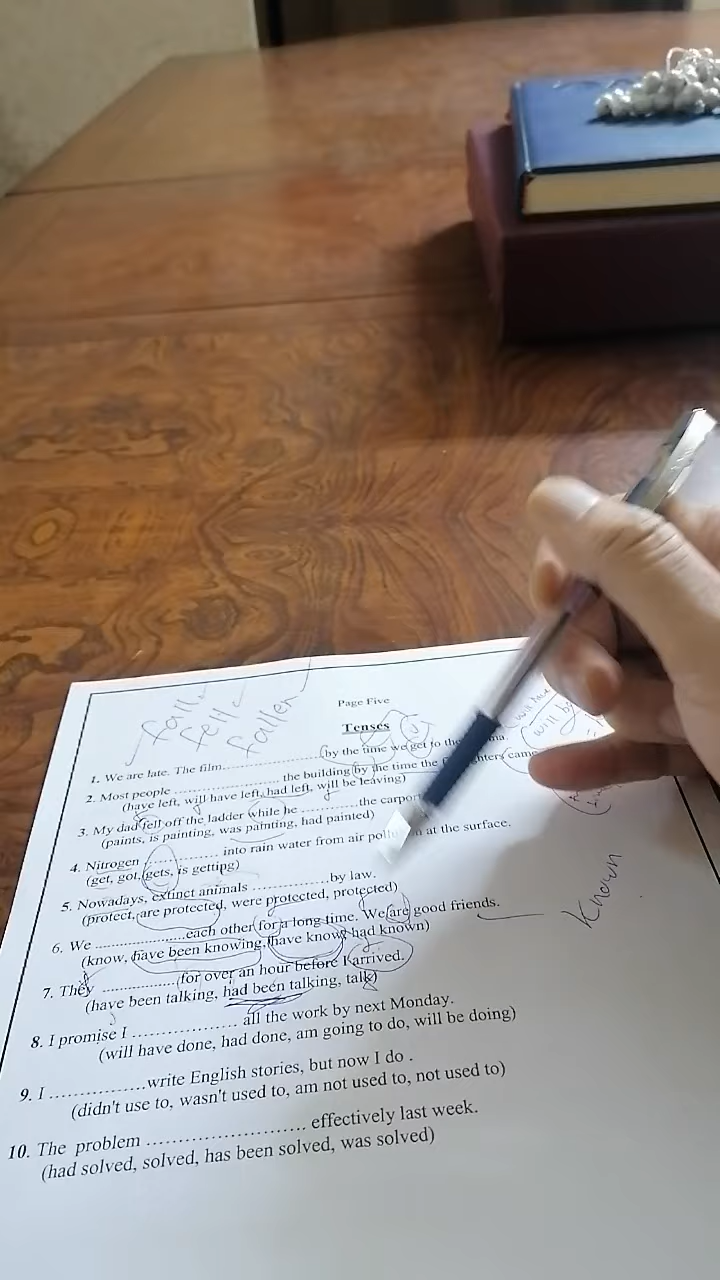 fall
fell
fallen
Page Five
Tenses
1. We are late. The film.......................... (by the time we get to the
2. Most people .......................... the building by the time the came
(have left, will have left, had left, will be leaving)
3. My dad fell off the ladder while he ............the carport
(paints, is painting, was painting, had painted)
4. Nitrogen ................. into rain water from air at the surface.
(get, got, gets, is getting)
5. Nowadays, extinct animals .................by law.
(protect, are protected, were protected, protected)
6. We .....................each other for a long time. We are good friends.
(know, have been knowing, have know, had known)
7. They .................for over an hour before I arrived.
(have been talking, had been talking, talk)
8. I promise I .................. all the work by next Monday.
(will have done, had done, am going to do, will be doing)
9. I .................write English stories, but now I do .
(didn't use to, wasn't used to, am not used to, not used to)
10. The problem .......................... effectively last week.
(had solved, solved, has been solved, was solved)
will be
Known